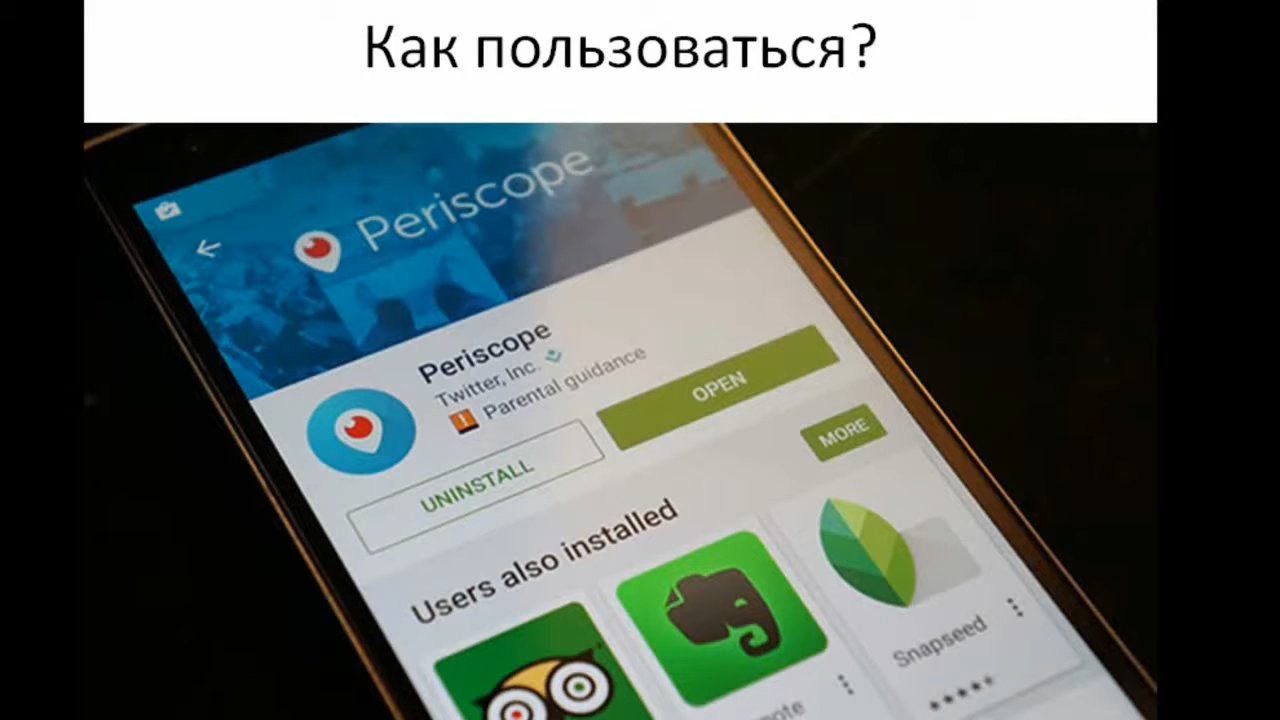 Как пользоваться?
Periscope
Periscope
Twitter, Inc.
Parental guidance
UNINSTALL
OPEN
MORE
Users also installed
Snapseed